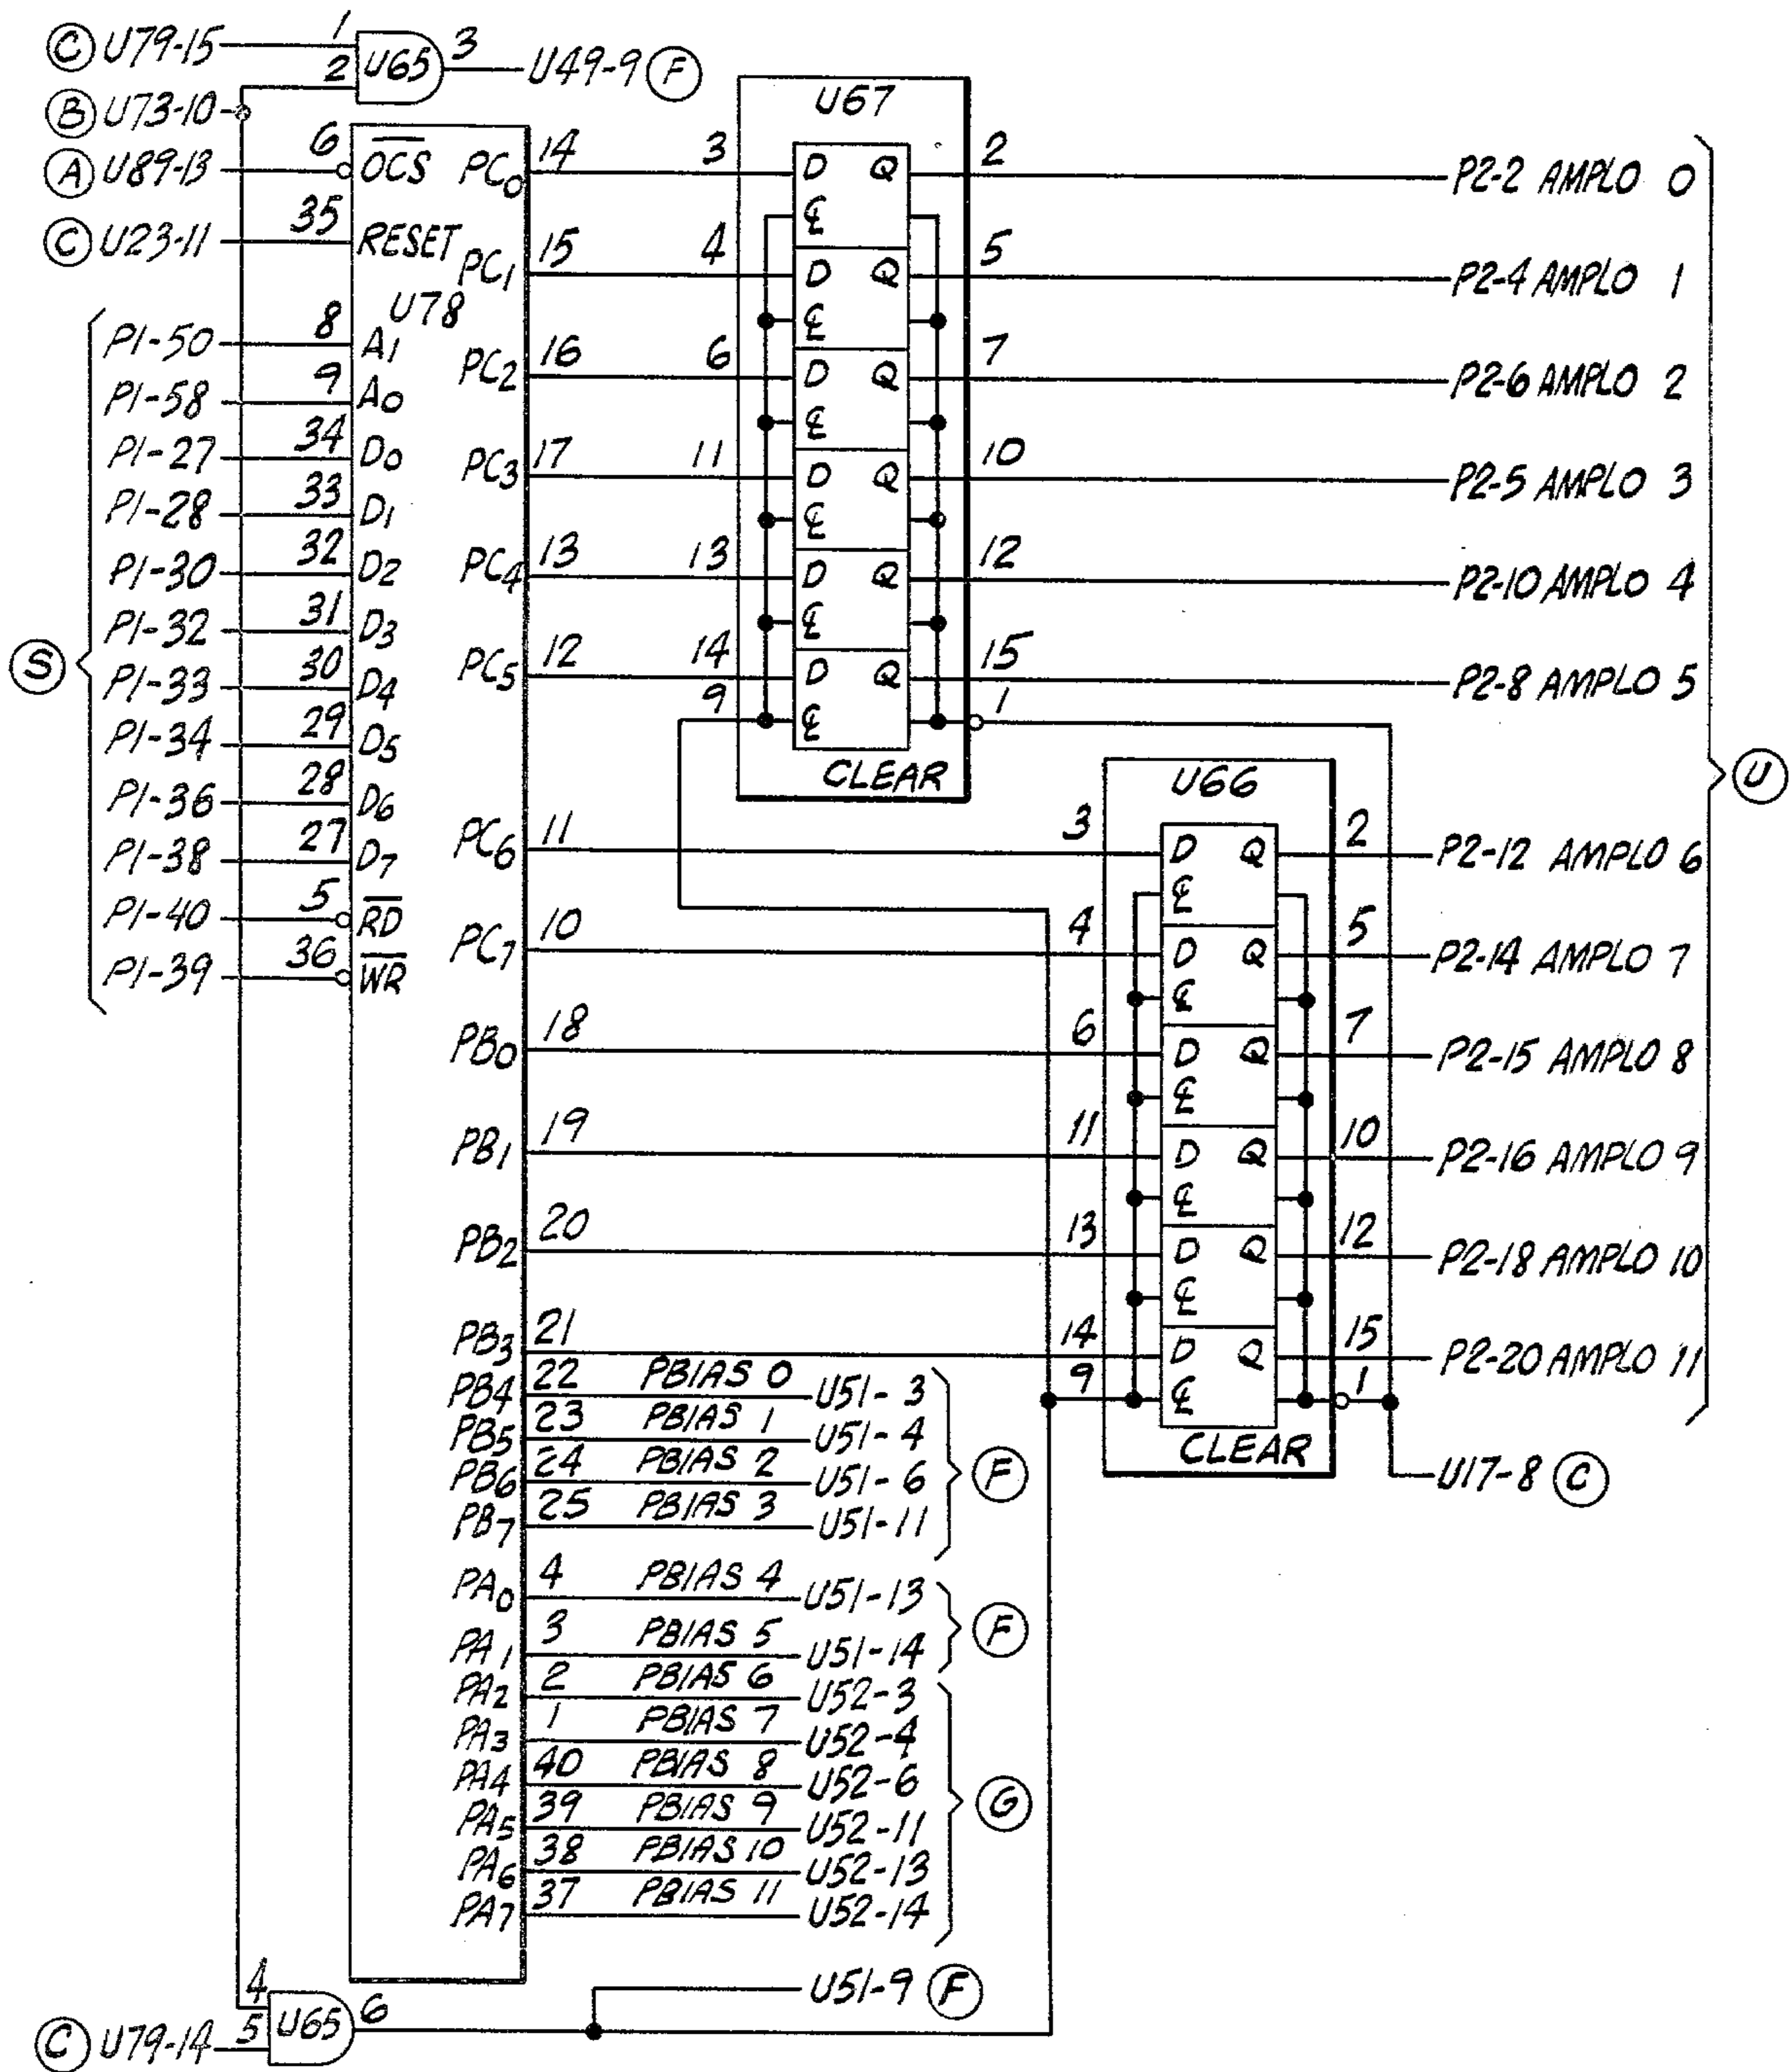 Ⓒ U79-15 1 2 U65 3 U49-9 Ⓕ
Ⓑ U73-10
Ⓐ U89-13 6 OCS
Ⓒ U23-11 35 RESET
U78
Ⓢ
P1-50 8 A1
P1-58 9 A0
P1-27 34 D0
P1-28 33 D1
P1-30 32 D2
P1-32 31 D3
P1-33 30 D4
P1-34 29 D5
P1-36 28 D6
P1-38 27 D7
P1-40 5 RD
P1-39 36 WR
U67
PC0 14 3 D Q 2 P2-2 AMPLO 0
PC1 15 4 D Q 5 P2-4 AMPLO 1
PC2 16 6 D Q 7 P2-6 AMPLO 2
PC3 17 11 D Q 10 P2-5 AMPLO 3
PC4 13 13 D Q 12 P2-10 AMPLO 4
PC5 12 14 D Q 15 P2-8 AMPLO 5
9 1
CLEAR
Ⓤ
U66
PC6 11 3 D Q 2 P2-12 AMPLO 6
PC7 10 4 D Q 5 P2-14 AMPLO 7
PB0 18 6 D Q 7 P2-15 AMPLO 8
PB1 19 11 D Q 10 P2-16 AMPLO 9
PB2 20 13 D Q 12 P2-18 AMPLO 10
PB3 21 14 D Q 15 P2-20 AMPLO 11
9 1
CLEAR
U17-8 Ⓒ
PB4 22 PBIAS 0 U51-3
PB5 23 PBIAS 1 U51-4
PB6 24 PBIAS 2 U51-6
PB7 25 PBIAS 3 U51-11
Ⓕ
PA0 4 PBIAS 4 U51-13
PA1 3 PBIAS 5 U51-14
Ⓕ
PA2 2 PBIAS 6 U52-3
PA3 1 PBIAS 7 U52-4
PA4 40 PBIAS 8 U52-6
PA5 39 PBIAS 9 U52-11
PA6 38 PBIAS 10 U52-13
PA7 37 PBIAS 11 U52-14
Ⓖ
U51-9 Ⓕ
4 U65 6
Ⓒ U79-14 5